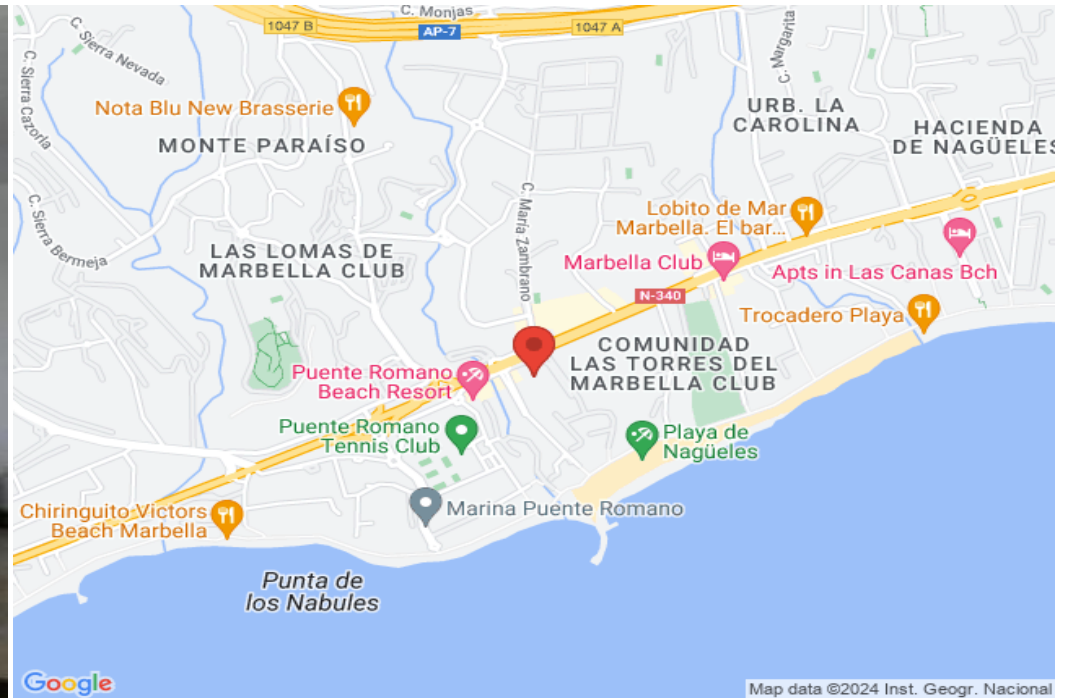 C. Monjas
1047 B
AP-7
1047 A
C. Sierra Nevada
C. Sierra Cazorla
C. Margarita
Nota Blu New Brasserie
MONTE PARAÍSO
URB. LA
CAROLINA
HACIENDA
DE NAGÜELES
C. María Zambrano
C. Sierra Bermeja
Lobito de Mar
Marbella. El bar...
LAS LOMAS DE
MARBELLA CLUB
Marbella Club
Apts in Las Canas Bch
N-340
Trocadero Playa
COMUNIDAD
LAS TORRES DEL
MARBELLA CLUB
Puente Romano
Beach Resort
Puente Romano
Tennis Club
Playa de
Nagüeles
Chiringuito Victors
Beach Marbella
Marina Puente Romano
Punta de
los Nabules
Google
Map data ©2024 Inst. Geogr. Nacional